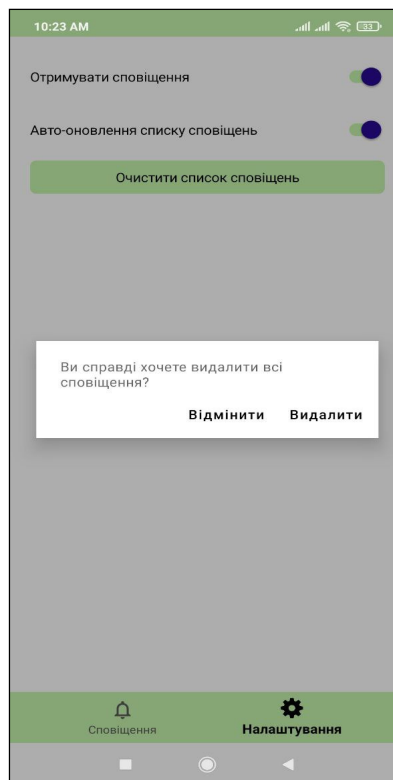 10:23 AM 33
Отримувати сповіщення
Авто-оновлення списку сповіщень
Очистити список сповіщень
Ви справді хочете видалити всі
сповіщення?
Відмінити Видалити
Сповіщення Налаштування